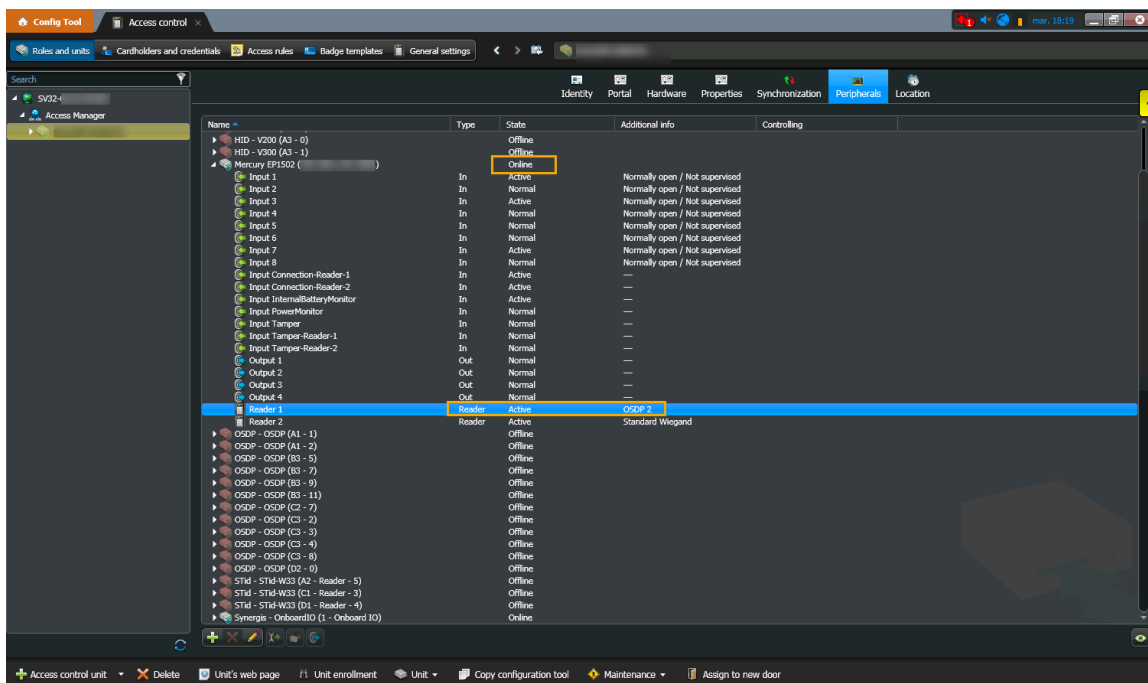 Config Tool Access control 1 mar. 18:19
Roles and units Cardholders and credentials Access rules Badge templates General settings
Search
Identity Portal Hardware Properties Synchronization Peripherals Location
SV32-
Access Manager
Name Type State Additional info Controlling
HID - V200 (A3 - 0) Offline
HID - V300 (A3 - 1) Offline
Mercury EP1502 ( ) Online
Input 1 In Active Normally open / Not supervised
Input 2 In Normal Normally open / Not supervised
Input 3 In Active Normally open / Not supervised
Input 4 In Normal Normally open / Not supervised
Input 5 In Normal Normally open / Not supervised
Input 6 In Normal Normally open / Not supervised
Input 7 In Active Normally open / Not supervised
Input 8 In Normal Normally open / Not supervised
Input Connection-Reader-1 In Active —
Input Connection-Reader-2 In Active —
Input InternalBatteryMonitor In Active —
Input PowerMonitor In Normal —
Input Tamper In Normal —
Input Tamper-Reader-1 In Normal —
Input Tamper-Reader-2 In Normal —
Output 1 Out Normal —
Output 2 Out Normal —
Output 3 Out Normal —
Output 4 Out Normal —
Reader 1 Reader Active OSDP 2
Reader 2 Reader Active Standard Wiegand
OSDP - OSDP (A1 - 1) Offline
OSDP - OSDP (A1 - 2) Offline
OSDP - OSDP (B3 - 5) Offline
OSDP - OSDP (B3 - 7) Offline
OSDP - OSDP (B3 - 9) Offline
OSDP - OSDP (B3 - 11) Offline
OSDP - OSDP (C2 - 7) Offline
OSDP - OSDP (C3 - 2) Offline
OSDP - OSDP (C3 - 3) Offline
OSDP - OSDP (C3 - 4) Offline
OSDP - OSDP (C3 - 8) Offline
OSDP - OSDP (D2 - 0) Offline
STid - STid-W33 (A2 - Reader - 5) Offline
STid - STid-W33 (C1 - Reader - 3) Offline
STid - STid-W33 (D1 - Reader - 4) Offline
Synergis - OnboardIO (1 - Onboard IO) Online
Access control unit Delete Unit's web page Unit enrollment Unit Copy configuration tool Maintenance Assign to new door